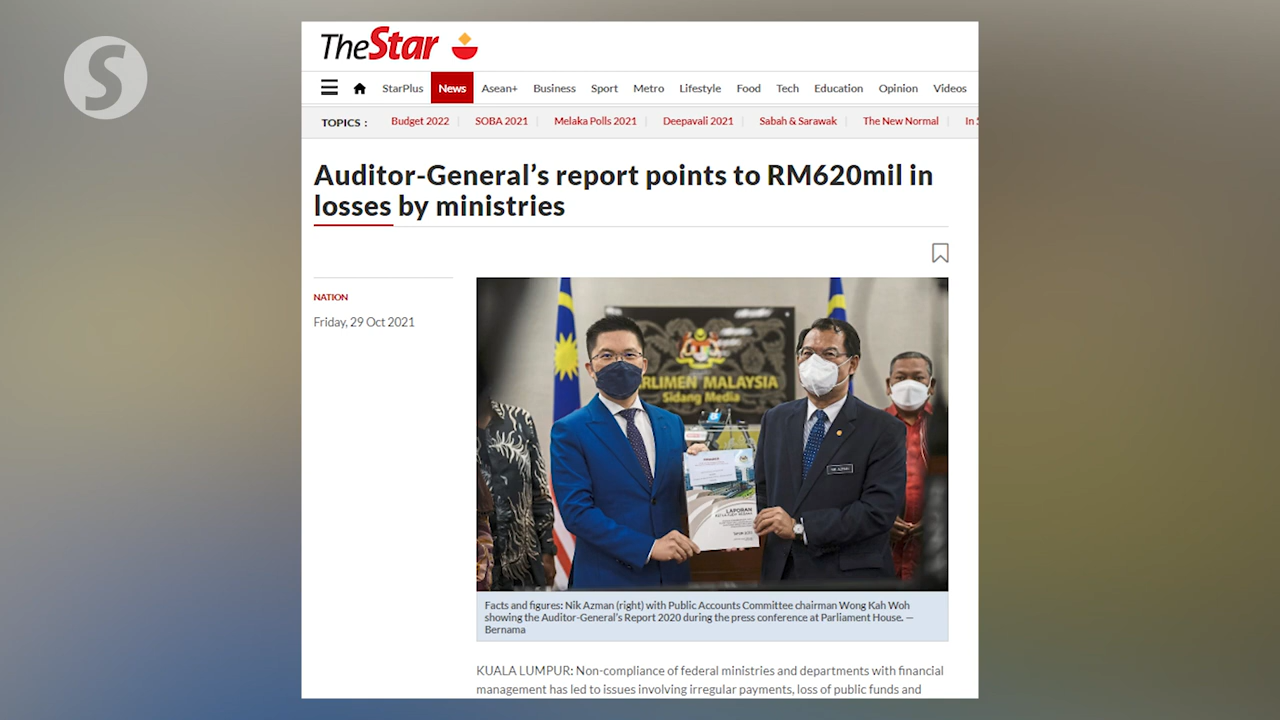 S
TheStar
StarPlus News Asean+ Business Sport Metro Lifestyle Food Tech Education Opinion Videos
TOPICS : Budget 2022 SOBA 2021 Melaka Polls 2021 Deepavali 2021 Sabah & Sarawak The New Normal In S
Auditor-General’s report points to RM620mil in
losses by ministries
NATION
Friday, 29 Oct 2021
RLIMEN MALAYSIA
Sidang Media
NIK AZMAN
LAPORAN
Facts and figures: Nik Azman (right) with Public Accounts Committee chairman Wong Kah Woh
showing the Auditor-General’s Report 2020 during the press conference at Parliament House. —
Bernama
KUALA LUMPUR: Non-compliance of federal ministries and departments with financial
management has led to issues involving irregular payments, loss of public funds and